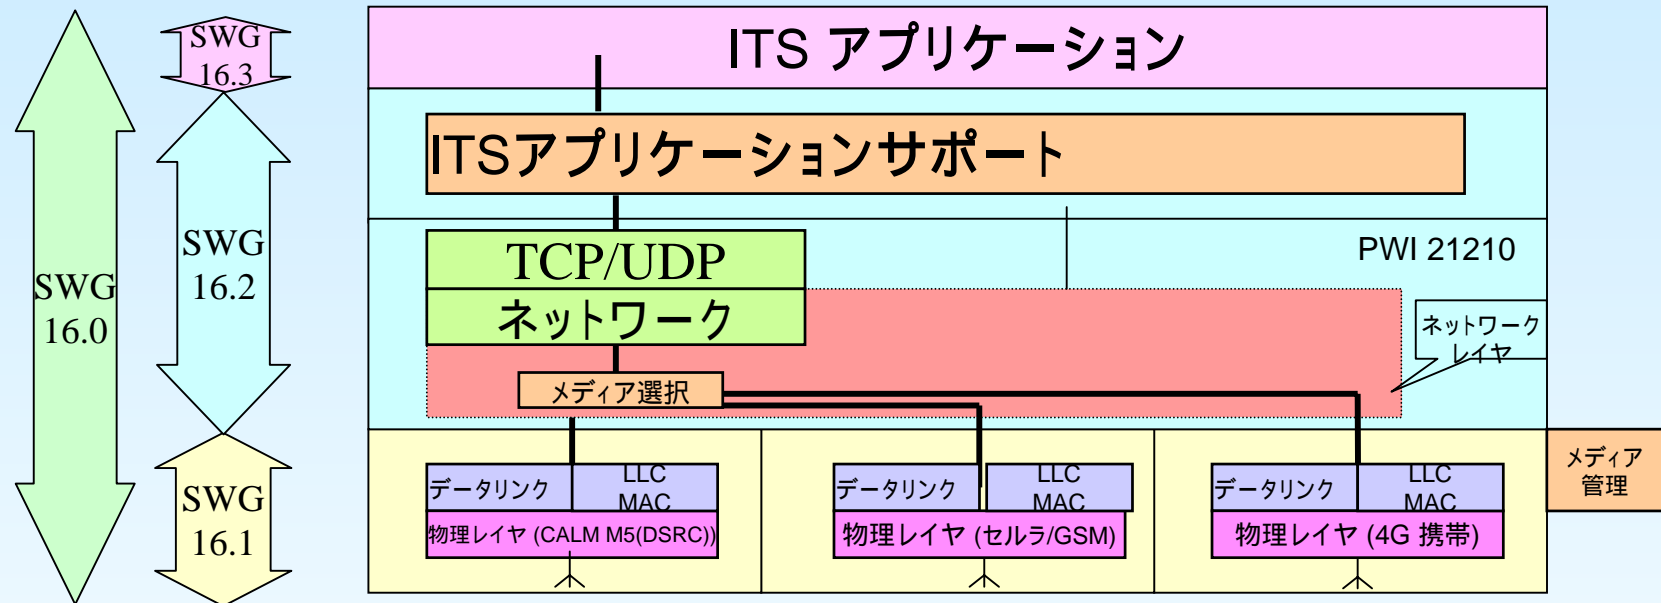 SWG
16.0
SWG
16.3
SWG
16.2
SWG
16.1
ITS アプリケーション
ITSアプリケーションサポート
TCP/UDP
ネットワーク
PWI 21210
ネットワーク
レイヤ
メディア選択
データリンク
LLC
MAC
物理レイヤ (CALM M5(DSRC))
データリンク
LLC
MAC
物理レイヤ (セルラ/GSM)
データリンク
LLC
MAC
物理レイヤ (4G 携帯)
メディア
管理